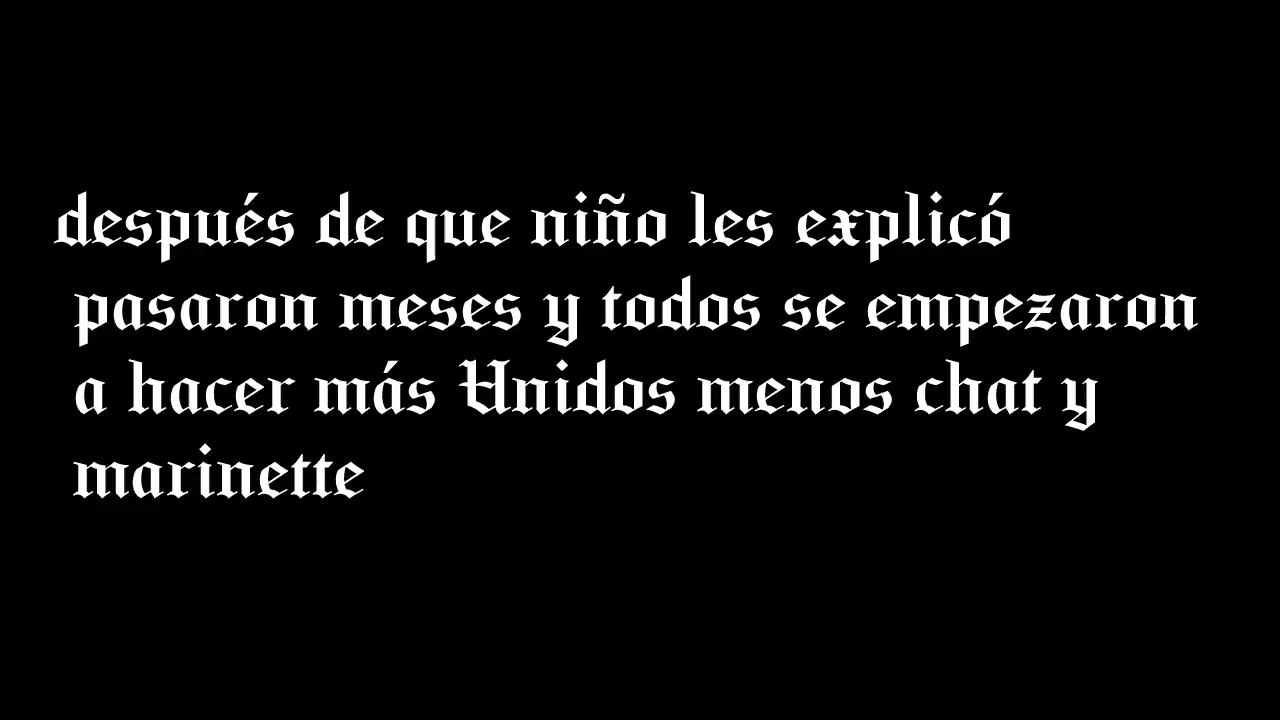 después de que niño les explicó
pasaron meses y todos se empezaron
a hacer más Unidos menos chat y
marinette